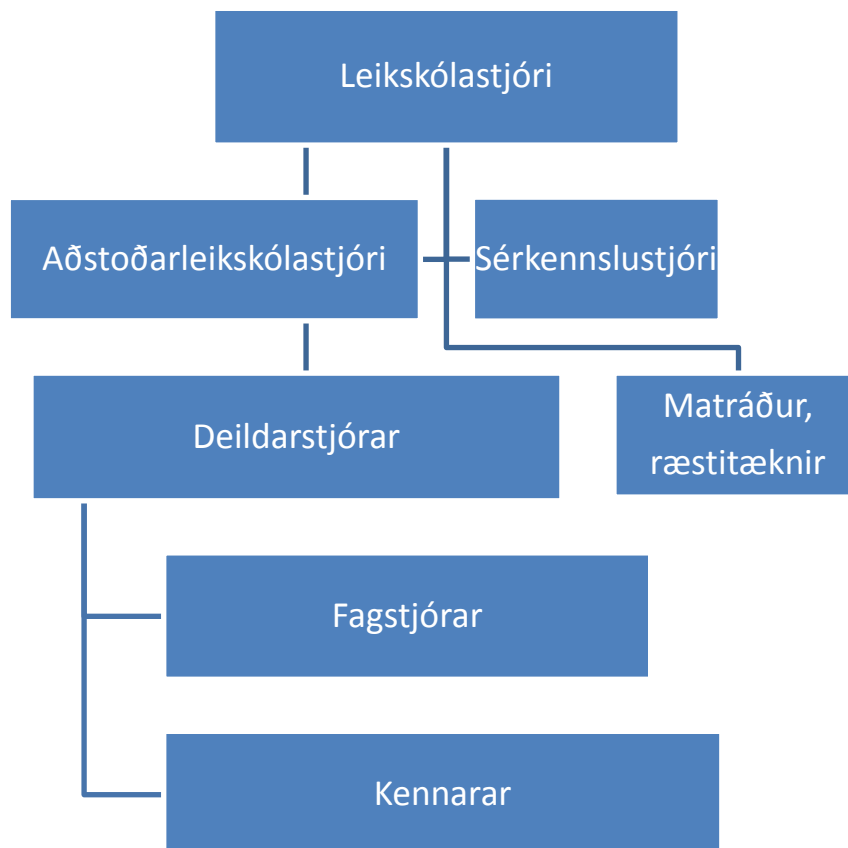 Leikskólastjóri
Aðstoðarleikskólastjóri
Sérkennslustjóri
Deildarstjórar
Matráður,
ræstitæknir
Fagstjórar
Kennarar